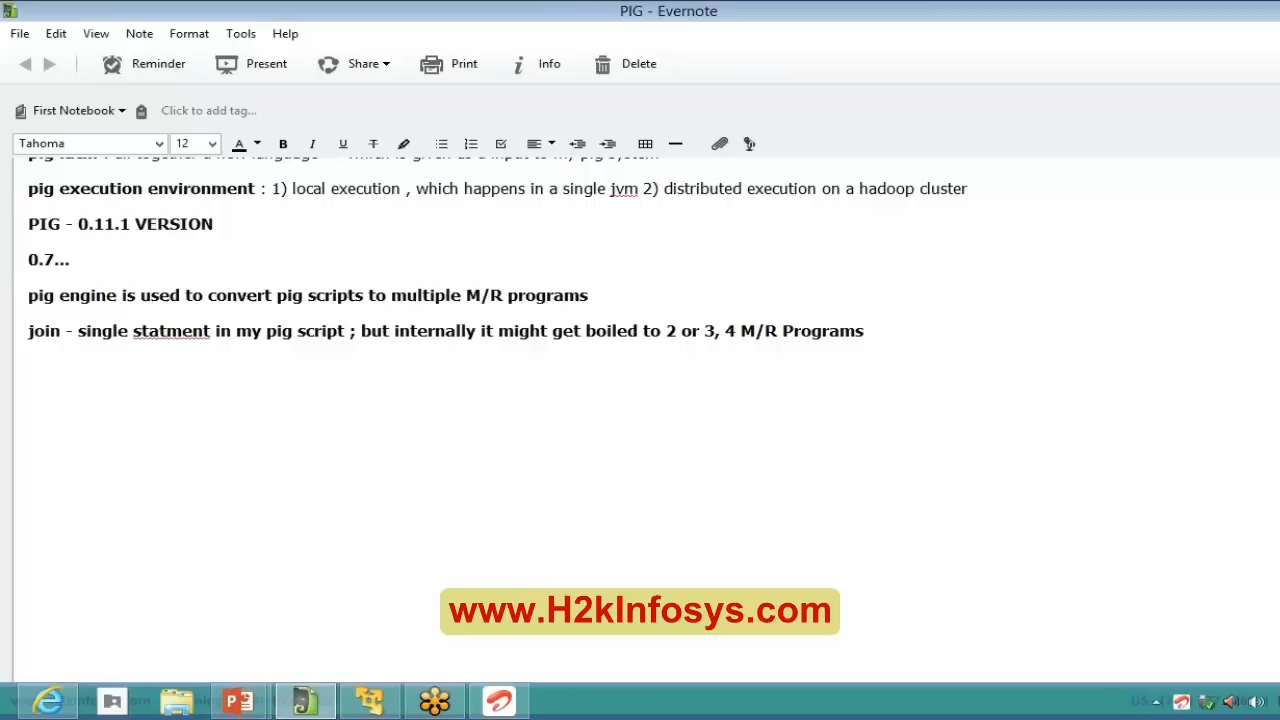 PIG - Evernote
File Edit View Note Format Tools Help
Reminder Present Share Print Info Delete
First Notebook Click to add tag...
Tahoma 12 A B I U T
pig execution environment : 1) local execution , which happens in a single jvm 2) distributed execution on a hadoop cluster
PIG - 0.11.1 VERSION
0.7...
pig engine is used to convert pig scripts to multiple M/R programs
join - single statment in my pig script ; but internally it might get boiled to 2 or 3, 4 M/R Programs
www.H2kInfosys.com